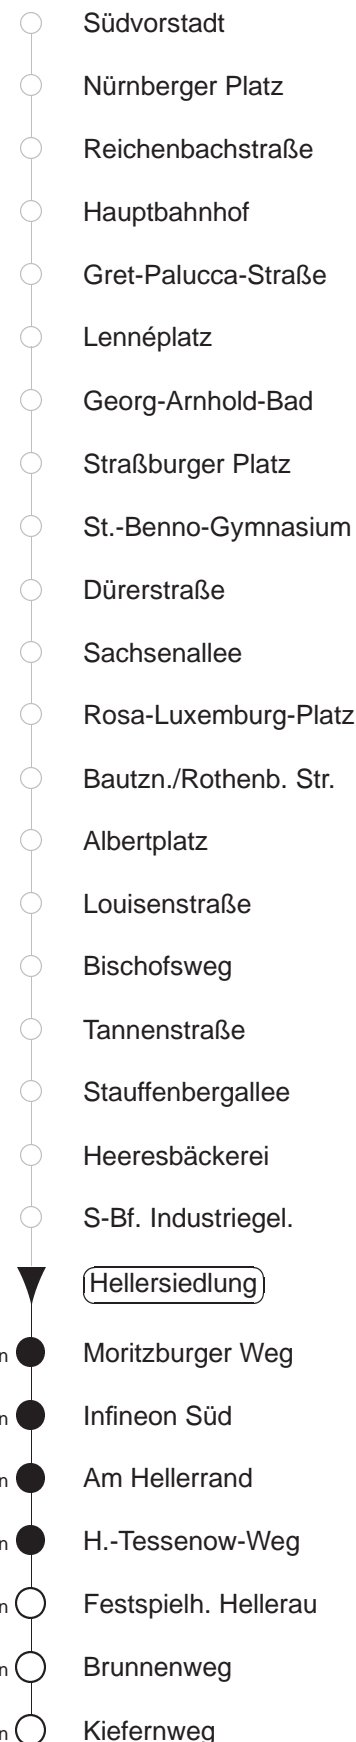 Südvorstadt
Nürnberger Platz
Reichenbachstraße
Hauptbahnhof
Gret-Palucca-Straße
Lennéplatz
Georg-Arnhold-Bad
Straßburger Platz
St.-Benno-Gymnasium
Dürerstraße
Sachsenallee
Rosa-Luxemburg-Platz
Bautzn./Rothenb. Str.
Albertplatz
Louisenstraße
Bischofsweg
Tannenstraße
Stauffenbergallee
Heeresbäckerei
S-Bf. Industriegel.
Hellersiedlung
n Moritzburger Weg
n Infineon Süd
n Am Hellerrand
n H.-Tessenow-Weg
n Festspielh. Hellerau
n Brunnenweg
n Kiefernweg